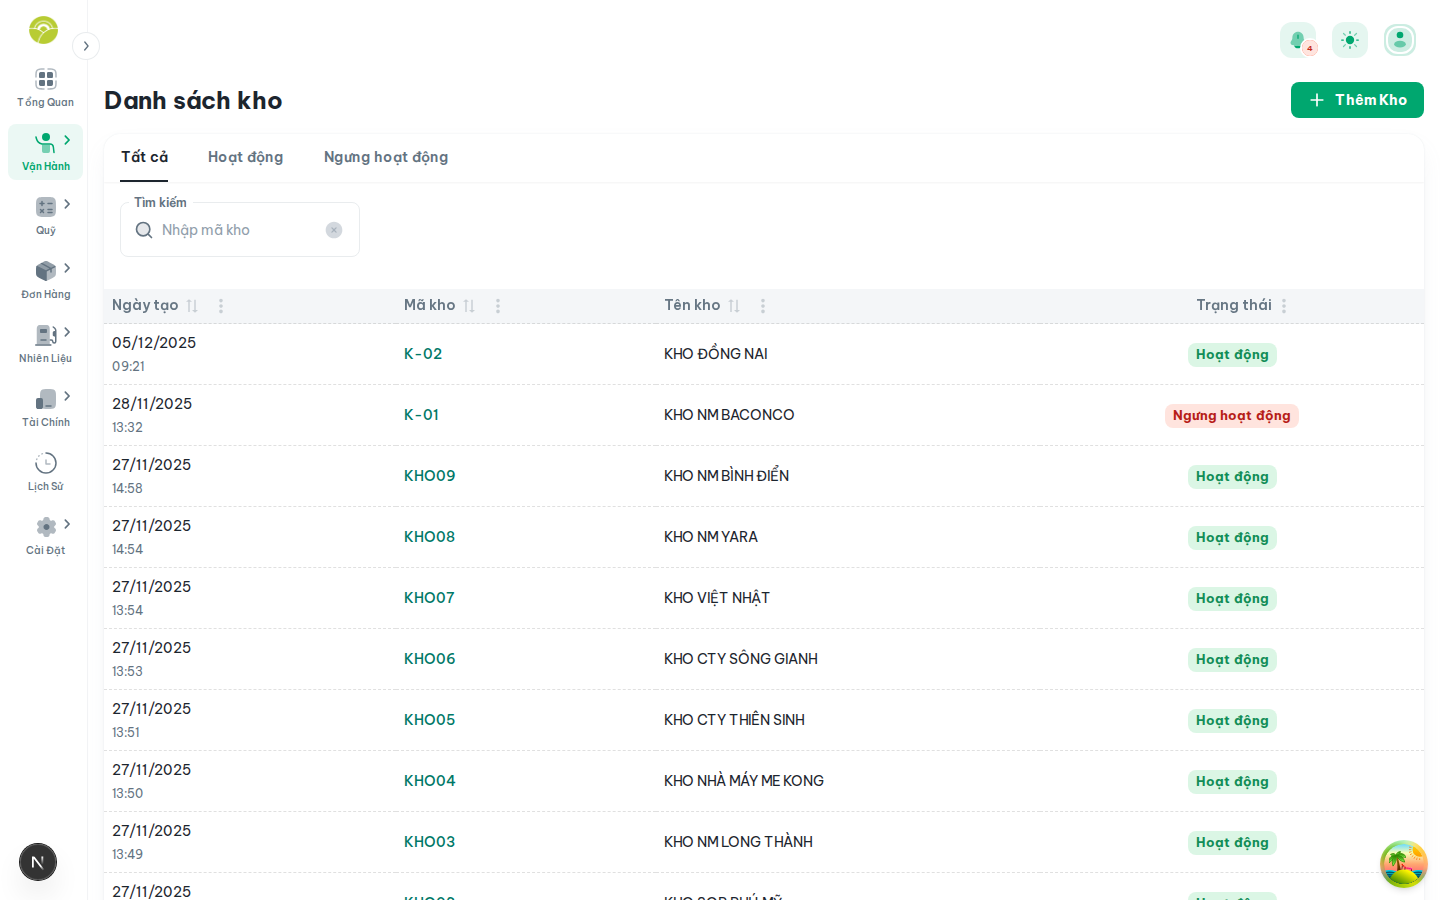 4
Tổng Quan
Vận Hành
Quỹ
Đơn Hàng
Nhiên Liệu
Tài Chính
Lịch Sử
Cài Đặt
N
Danh sách kho
Thêm Kho
Tất cả
Hoạt động
Ngưng hoạt động
Tìm kiếm
Nhập mã kho
Ngày tạo Mã kho Tên kho Trạng thái
05/12/2025
09:21
K-02
KHO ĐỒNG NAI
Hoạt động
28/11/2025
13:32
K-01
KHO NM BACONCO
Ngưng hoạt động
27/11/2025
14:58
KHO09
KHO NM BÌNH ĐIỂN
Hoạt động
27/11/2025
14:54
KHO08
KHO NM YARA
Hoạt động
27/11/2025
13:54
KHO07
KHO VIỆT NHẬT
Hoạt động
27/11/2025
13:53
KHO06
KHO CTY SÔNG GIANH
Hoạt động
27/11/2025
13:51
KHO05
KHO CTY THIÊN SINH
Hoạt động
27/11/2025
13:50
KHO04
KHO NHÀ MÁY ME KONG
Hoạt động
27/11/2025
13:49
KHO03
KHO NM LONG THÀNH
Hoạt động
27/11/2025